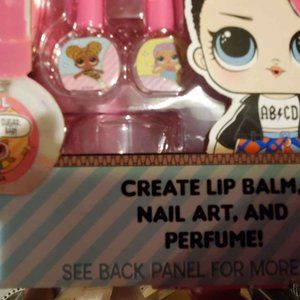 AB⚡CD
CREATE LIP BALM,
NAIL ART, AND
PERFUME!
SEE BACK PANEL FOR MORE